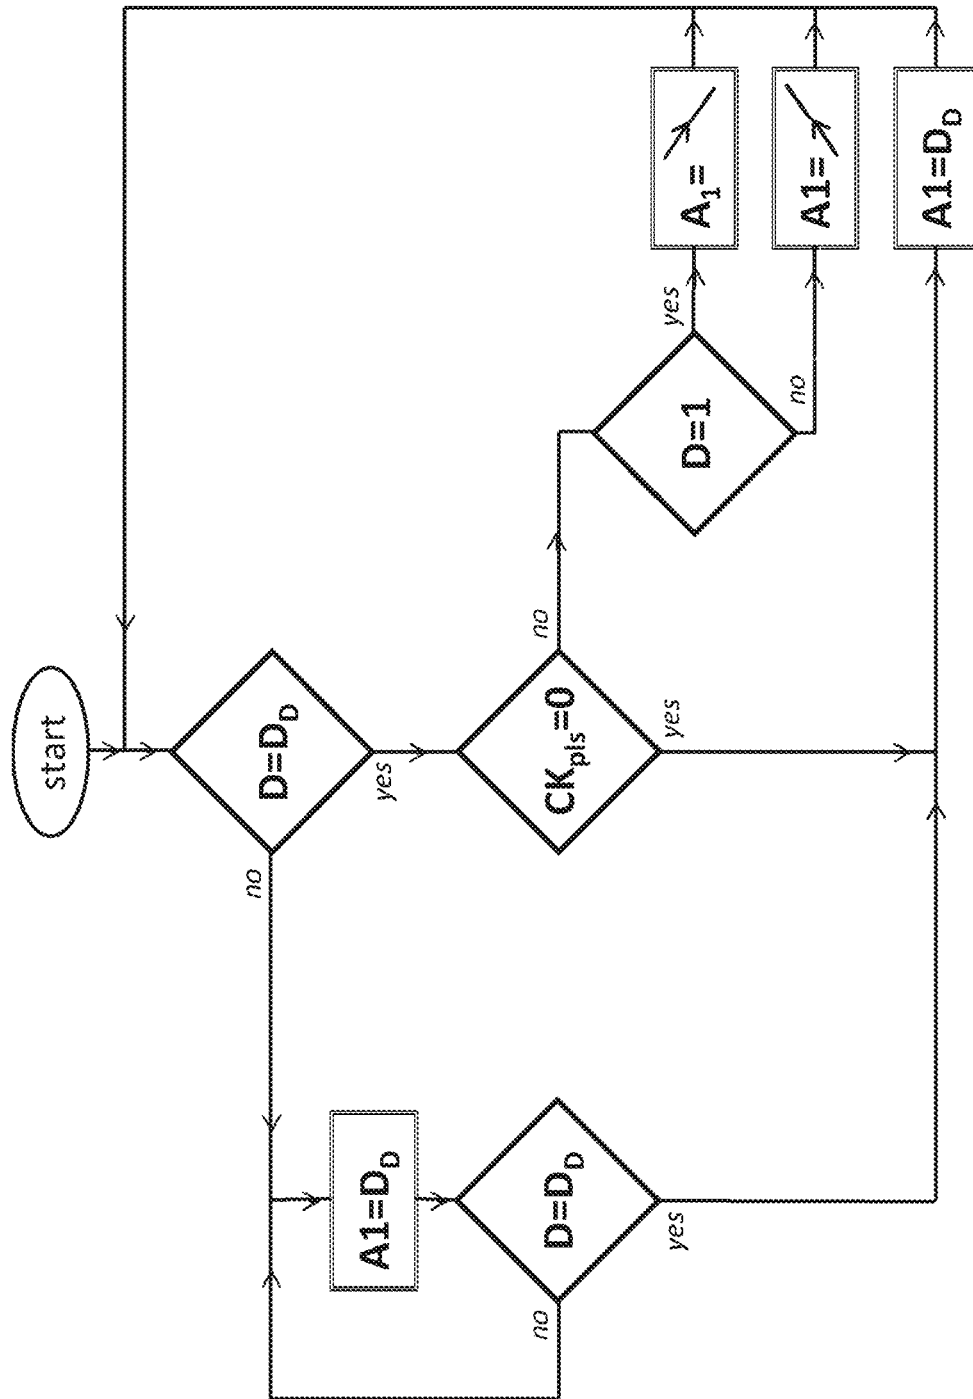 start
D=D_D
no
yes
A1=D_D
D=D_D
no
yes
CK_pls=0
no
yes
D=1
yes
no
A_1=
A1=
A1=D_D